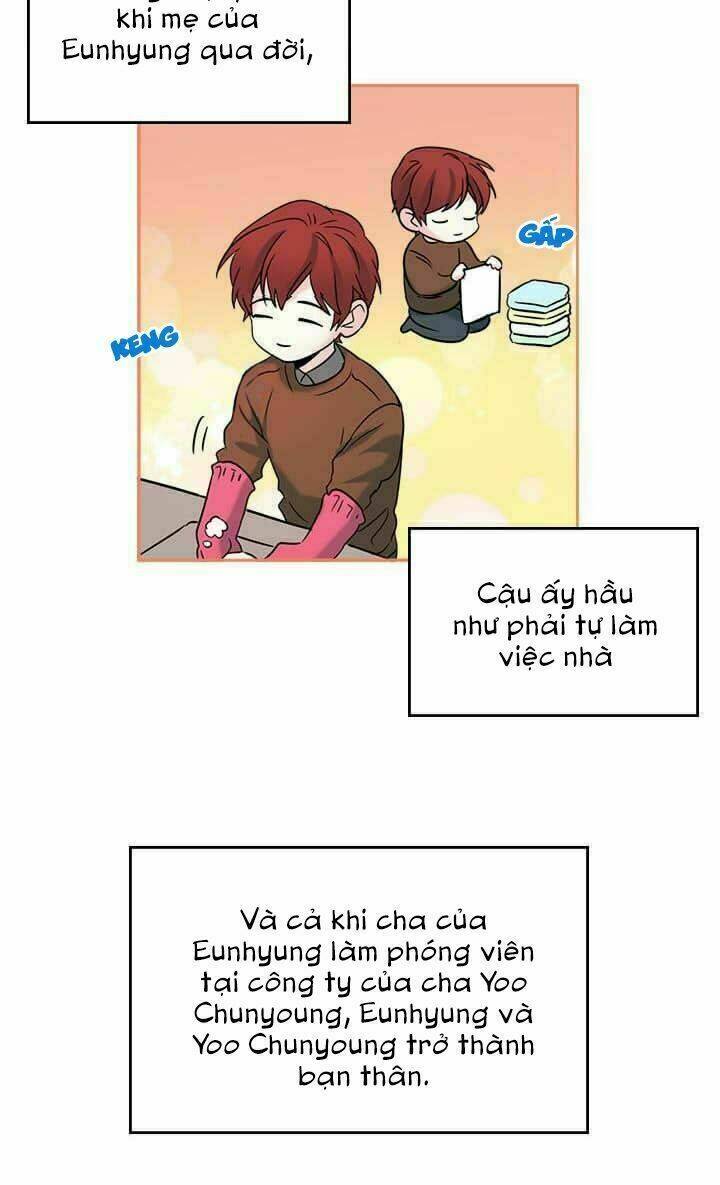 khi mẹ của
Eunhyung qua đời,
GẤP
KENG
Cậu ấy hầu
như phải tự làm
việc nhà
Và cả khi cha của
Eunhyung làm phóng viên
tại công ty của cha Yoo
Chunyoung, Eunhyung và
Yoo Chunyoung trở thành
bạn thân.